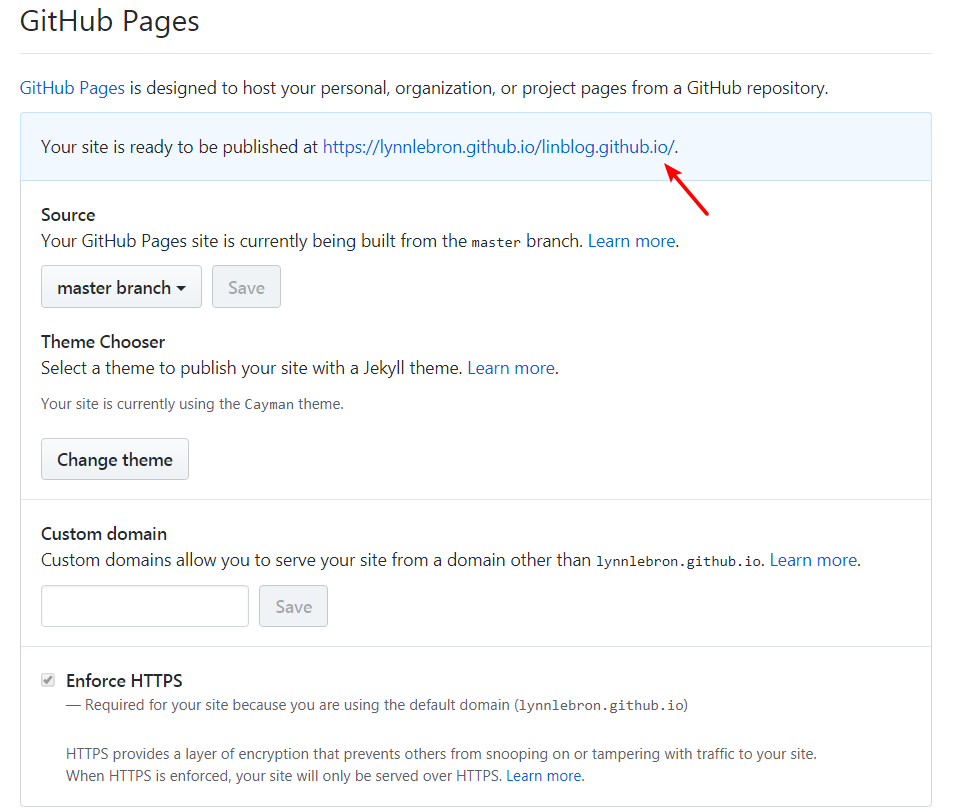 GitHub Pages
GitHub Pages is designed to host your personal, organization, or project pages from a GitHub repository.
Your site is ready to be published at https://lynnlebron.github.io/linblog.github.io/.
Source
Your GitHub Pages site is currently being built from the master branch. Learn more.
master branch
Save
Theme Chooser
Select a theme to publish your site with a Jekyll theme. Learn more.
Your site is currently using the Cayman theme.
Change theme
Custom domain
Custom domains allow you to serve your site from a domain other than lynnlebron.github.io. Learn more.
Save
Enforce HTTPS
— Required for your site because you are using the default domain (lynnlebron.github.io)
HTTPS provides a layer of encryption that prevents others from snooping on or tampering with traffic to your site.
When HTTPS is enforced, your site will only be served over HTTPS. Learn more.